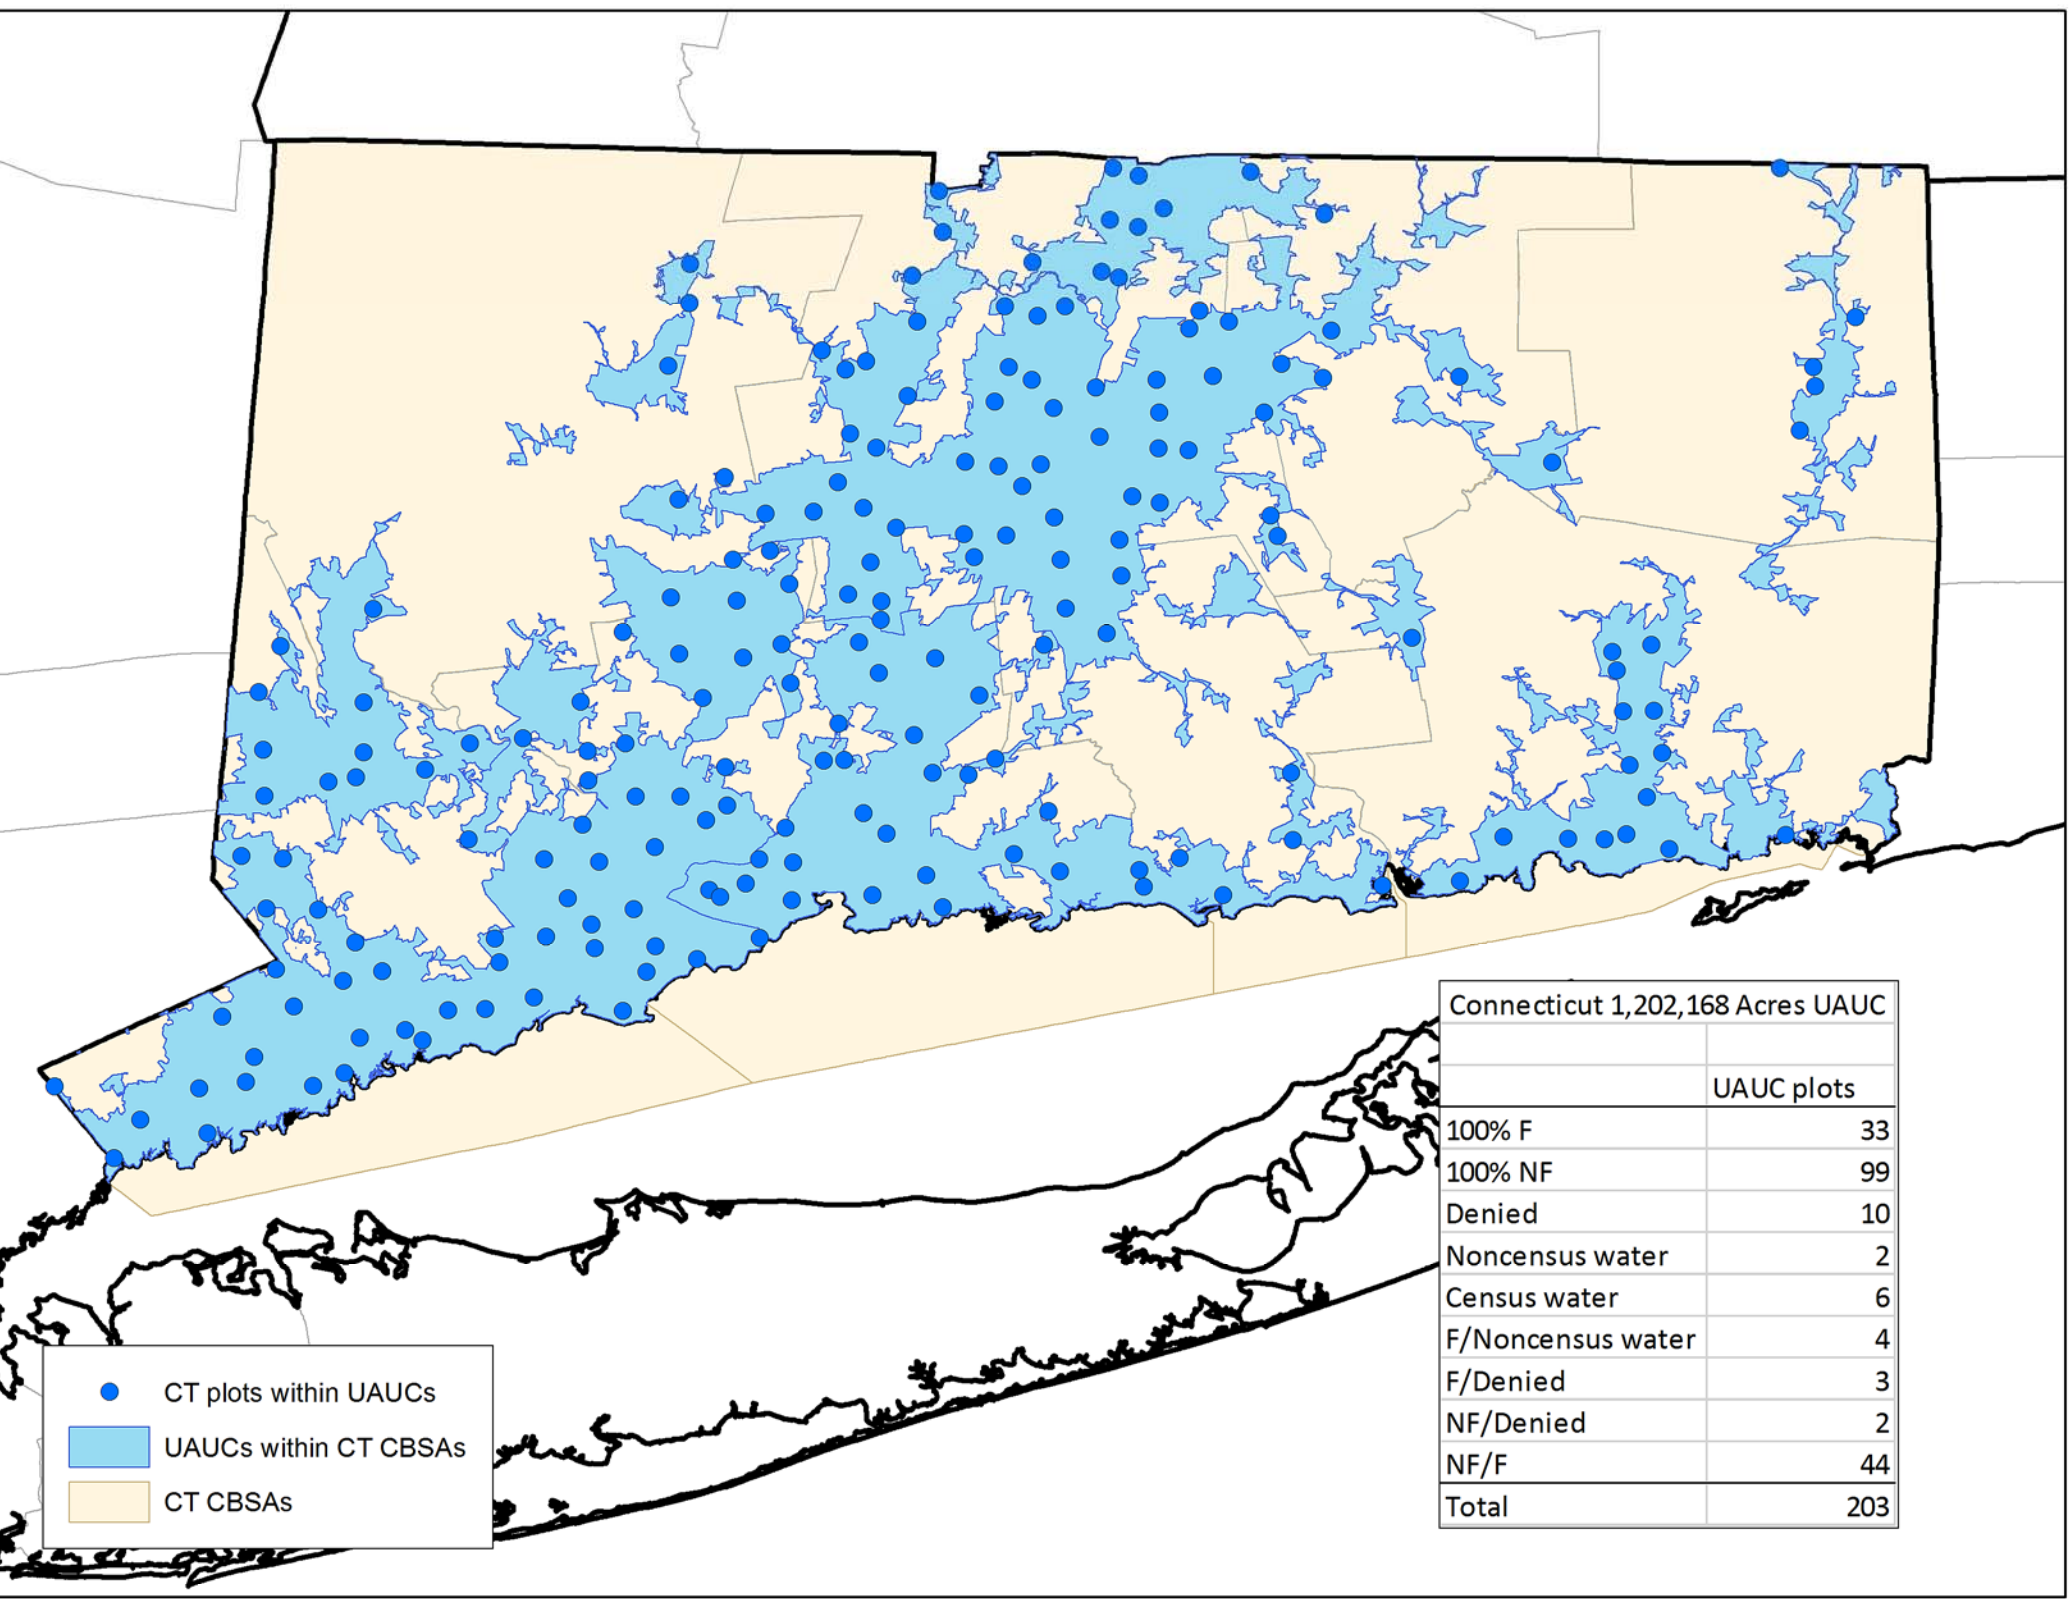 Connecticut 1,202,168 Acres UAUC
UAUC plots
100% F 33
100% NF 99
Denied 10
Noncensus water 2
Census water 6
F/Noncensus water 4
F/Denied 3
NF/Denied 2
NF/F 44
Total 203
CT plots within UAUCs
UAUCs within CT CBSAs
CT CBSAs